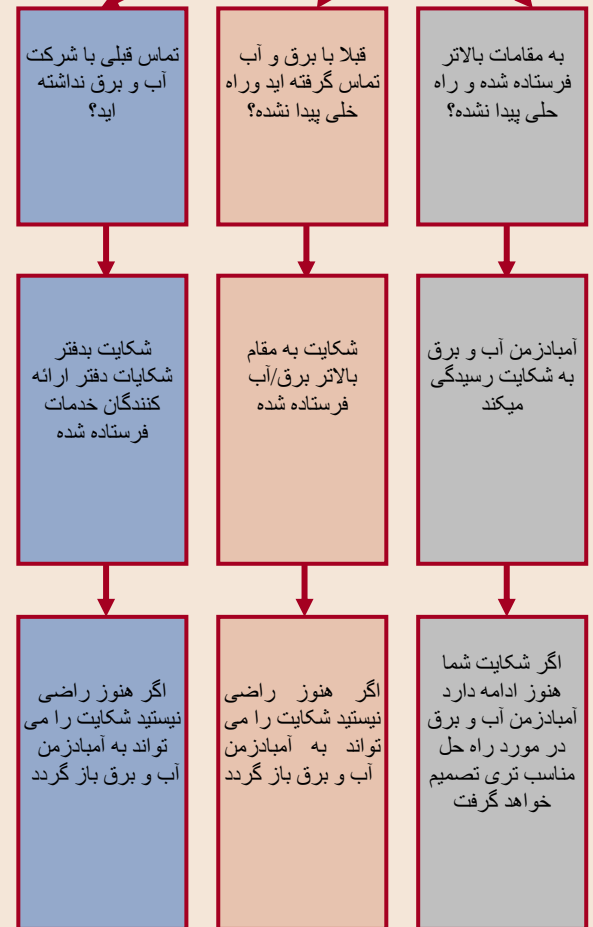 به مقامات بالاتر
فرستاده شده و راه
حلی پیدا نشده؟
قبلا با برق و آب
تماس گرفته اید وراه
خلی پیدا نشده؟
تماس قبلی با شرکت
آب و برق نداشته
اید؟
آمبادزمن آب و برق
به شکایت رسیدگی
میکند
شکایت به مقام
بالاتر برق/آب
فرستاده شده
شکایت بدفتر
شکایات دفتر ارائه
کنندگان خدمات
فرستاده شده
اگر شکایت شما
هنوز ادامه دارد
آمبادزمن آب و برق
در مورد راه حل
مناسب تری تصمیم
خواهد گرفت
اگر هنوز راضی
نیستید شکایت را می
تواند به آمبادزمن
آب و برق باز گردد
اگر هنوز راضی
نیستید شکایت را می
تواند به آمبادزمن
آب و برق باز گردد